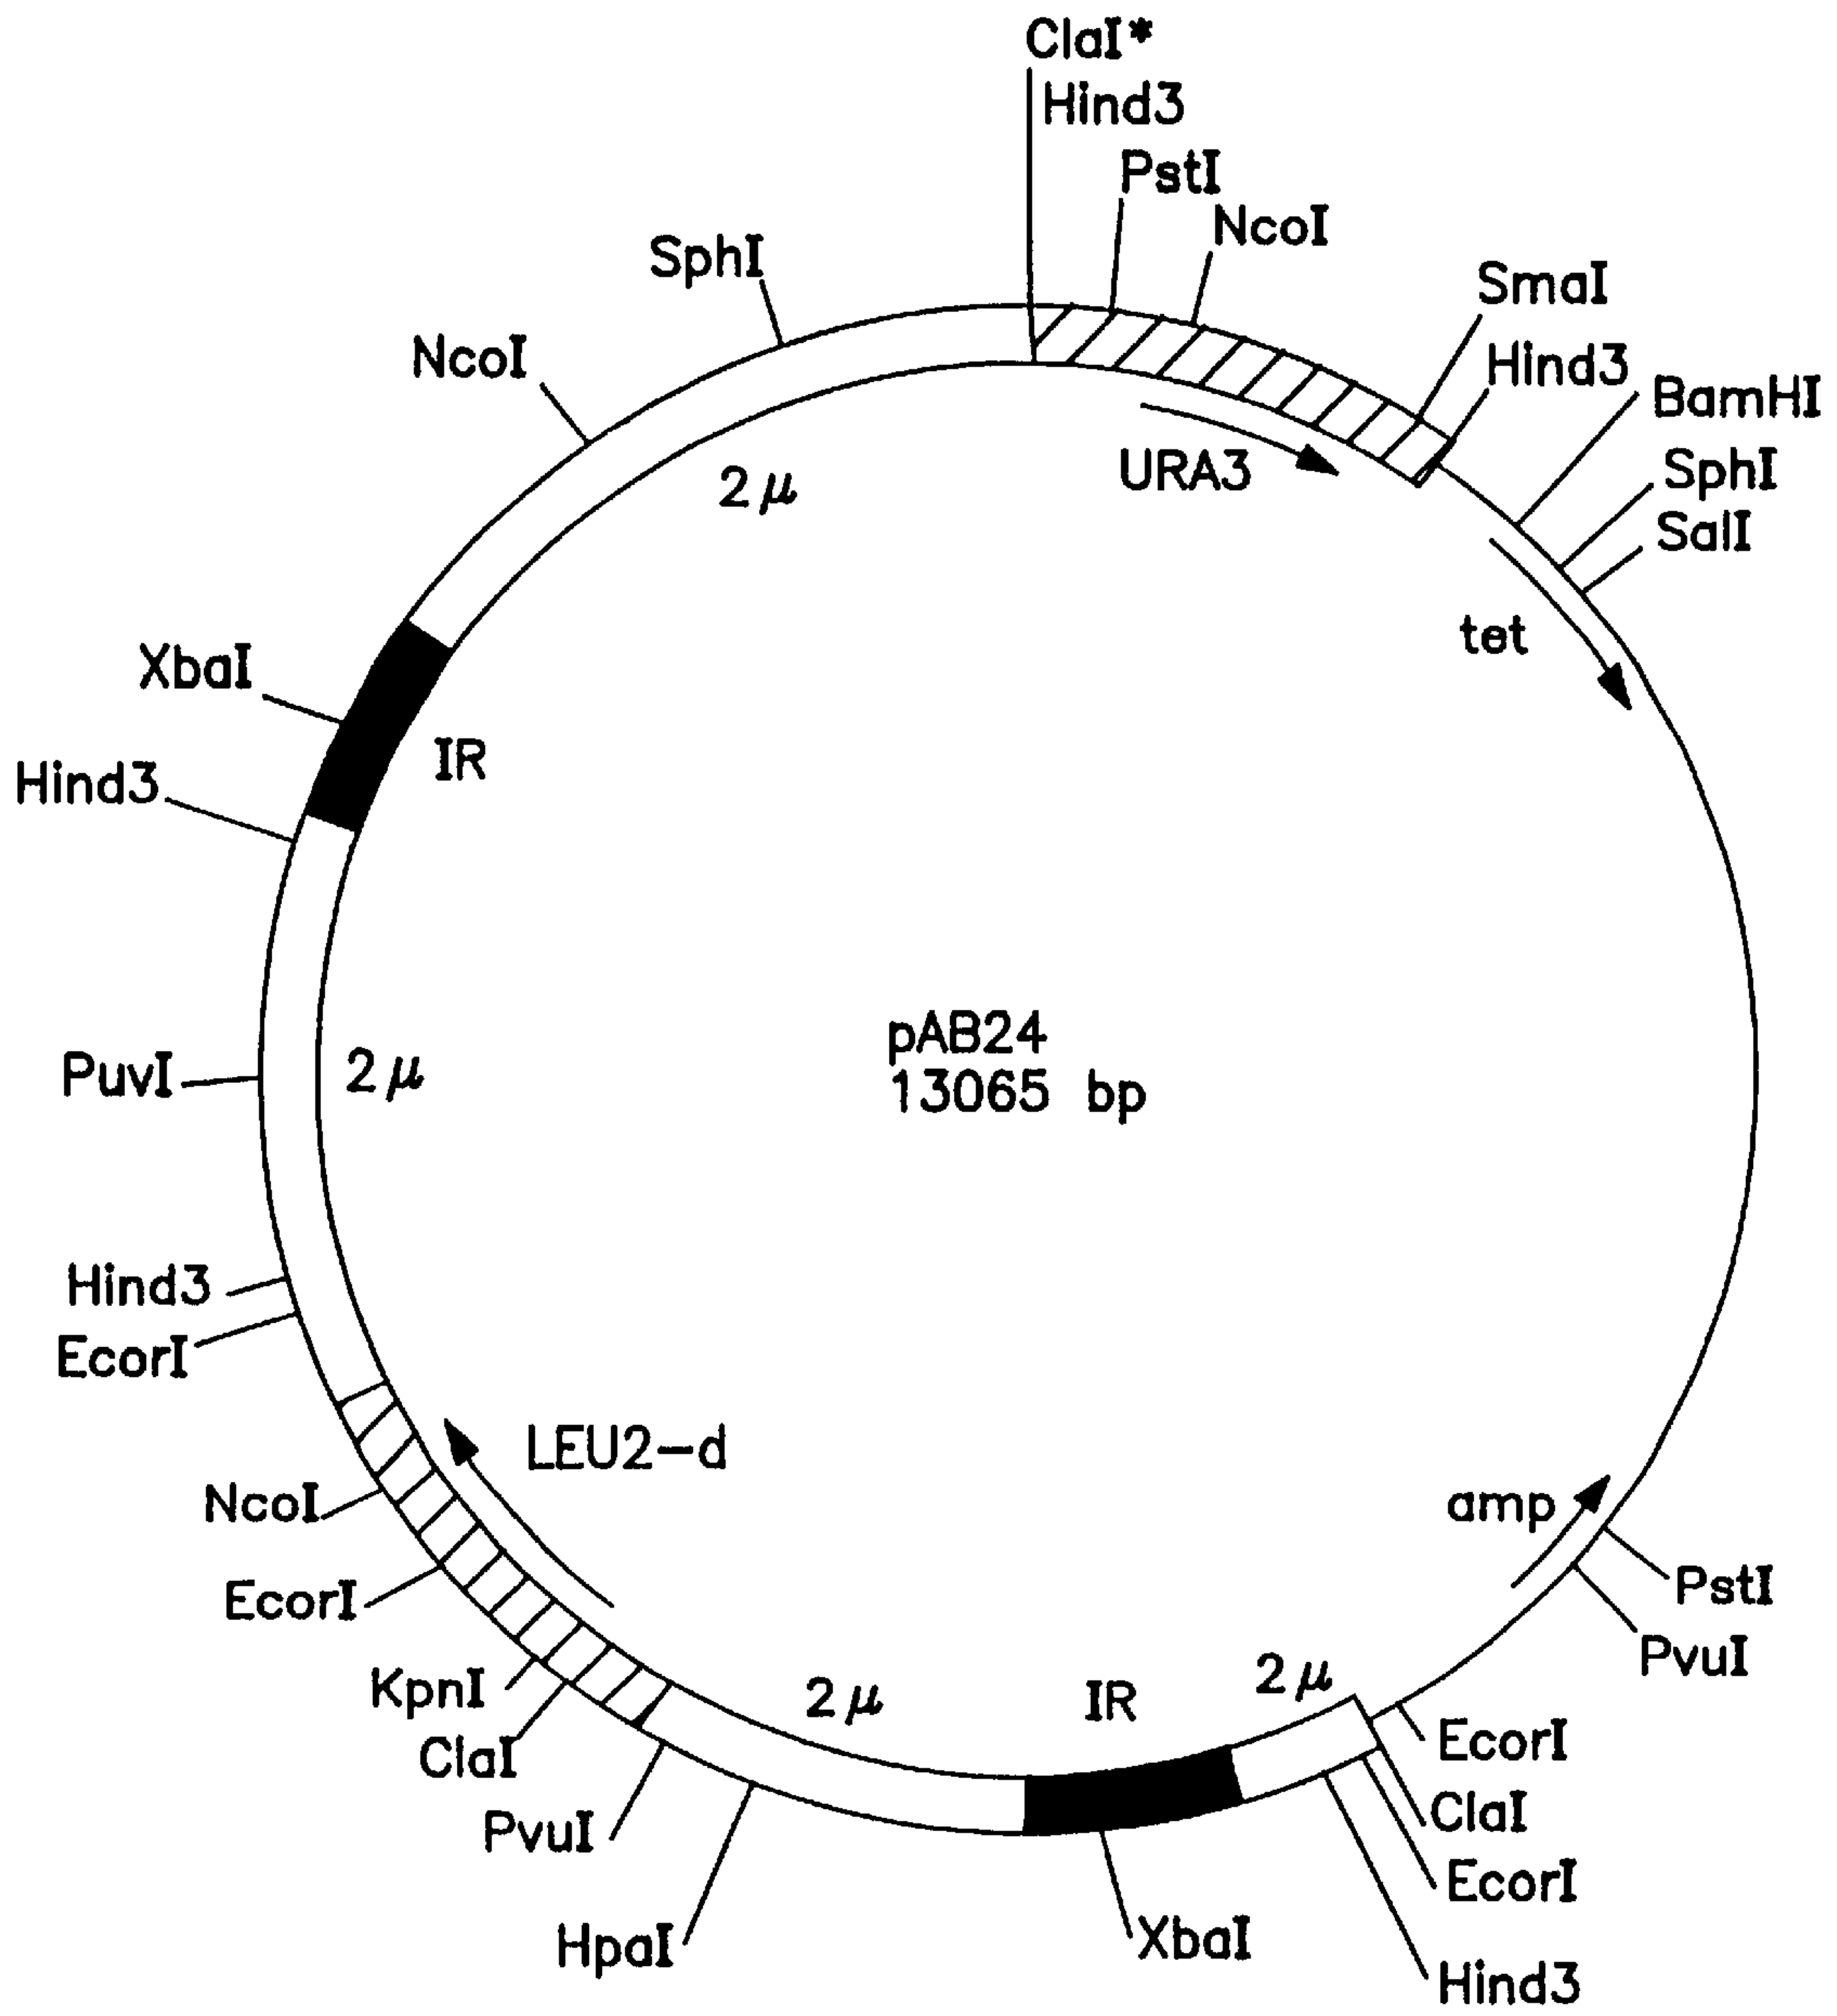 ClaI*
Hind3
PstI
NcoI
SphI
SmaI
NcoI
Hind3
BamHI
SphI
SalI
URA3
2μ
tet
XbaI
IR
Hind3
pAB24
13065 bp
PuvI
2μ
Hind3
EcorI
LEU2-d
NcoI
amp
PstI
EcorI
PvuI
KpnI
2μ
IR
2μ
ClaI
EcorI
PvuI
ClaI
EcorI
HpaI
XbaI
Hind3